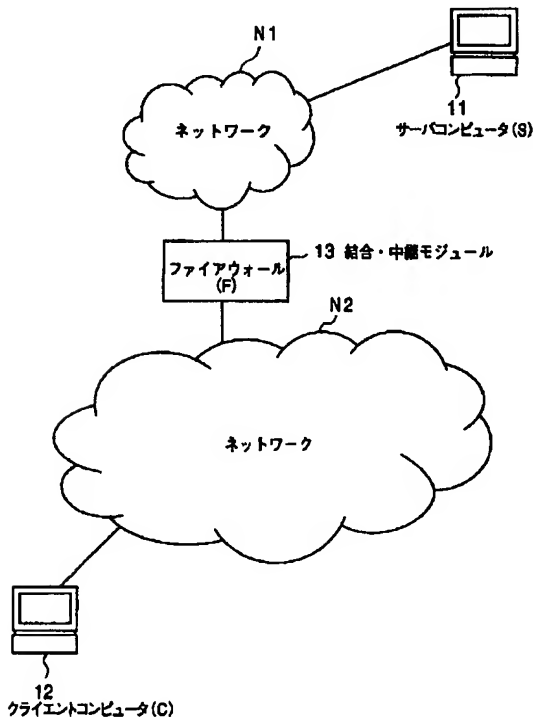 N1
ネットワーク
11
サーバコンピュータ(S)
ファイアウォール
(F)
13 結合・中継モジュール
N2
ネットワーク
12
クライエントコンピュータ(C)